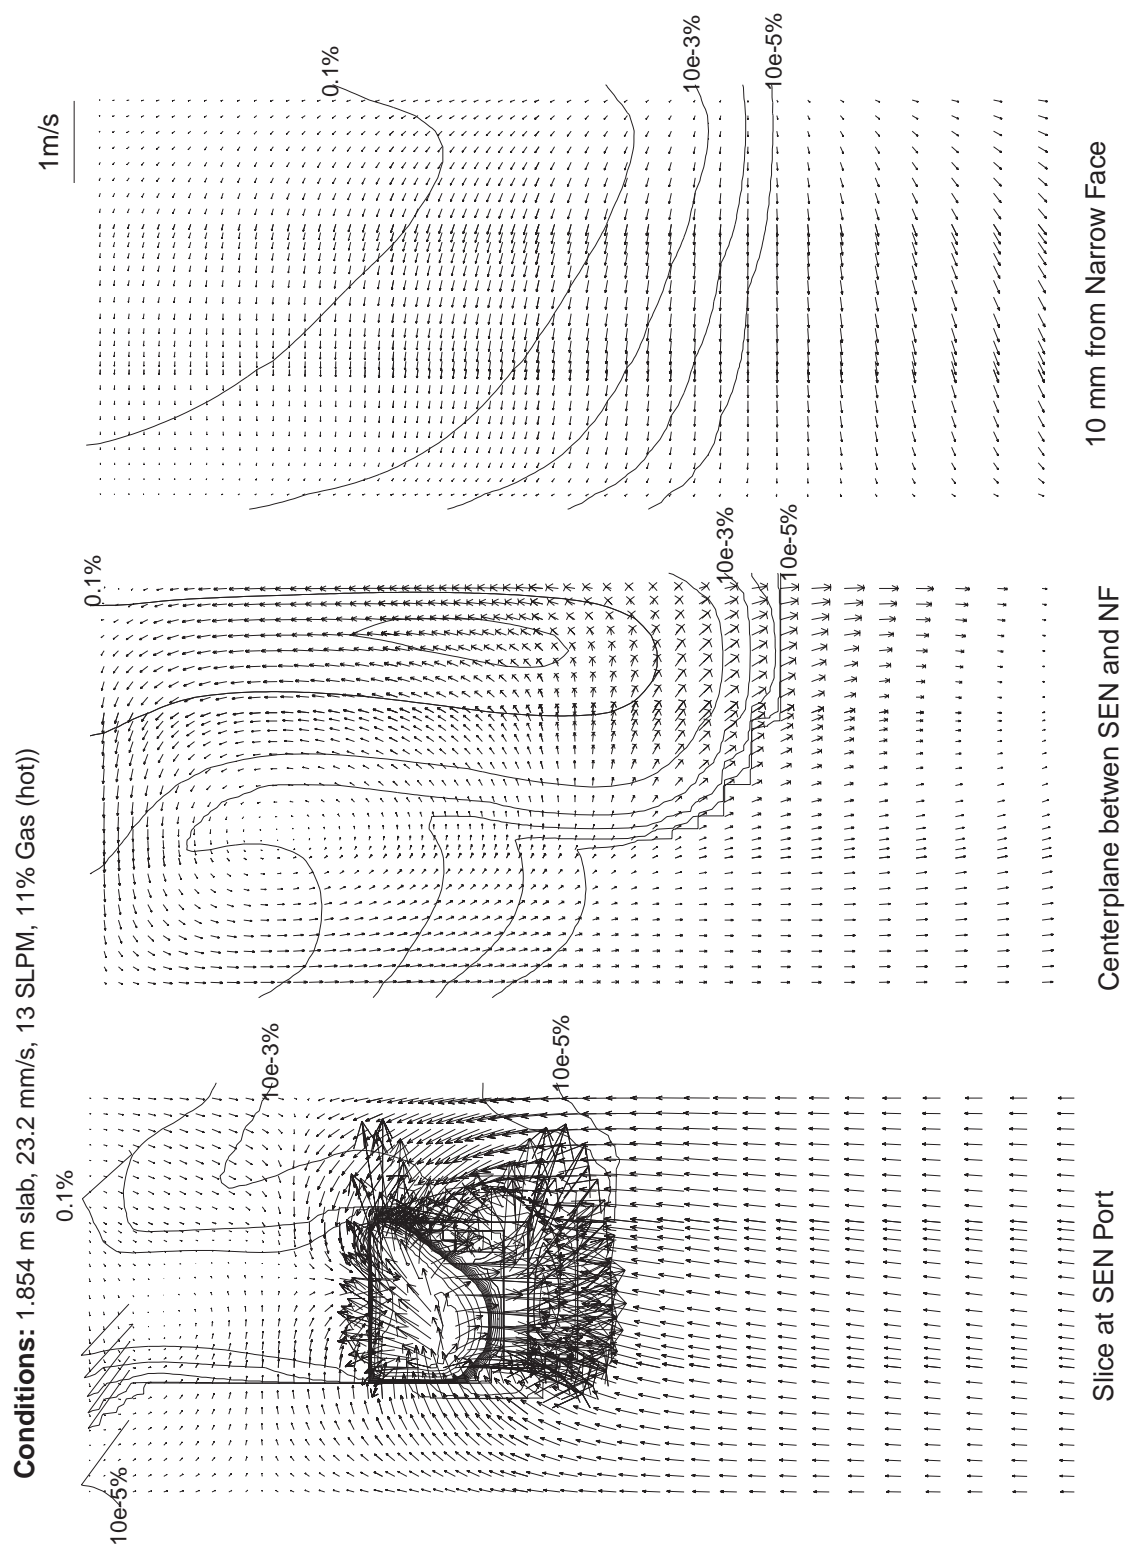 Conditions: 1.854 m slab, 23.2 mm/s, 13 SLPM, 11% Gas (hot)
10e-5%
0.1%
10e-3%
10e-5%
Slice at SEN Port
0.1%
10e-3%
10e-5%
Centerplane betwen SEN and NF
1m/s
0.1%
10e-3%
10e-5%
10 mm from Narrow Face